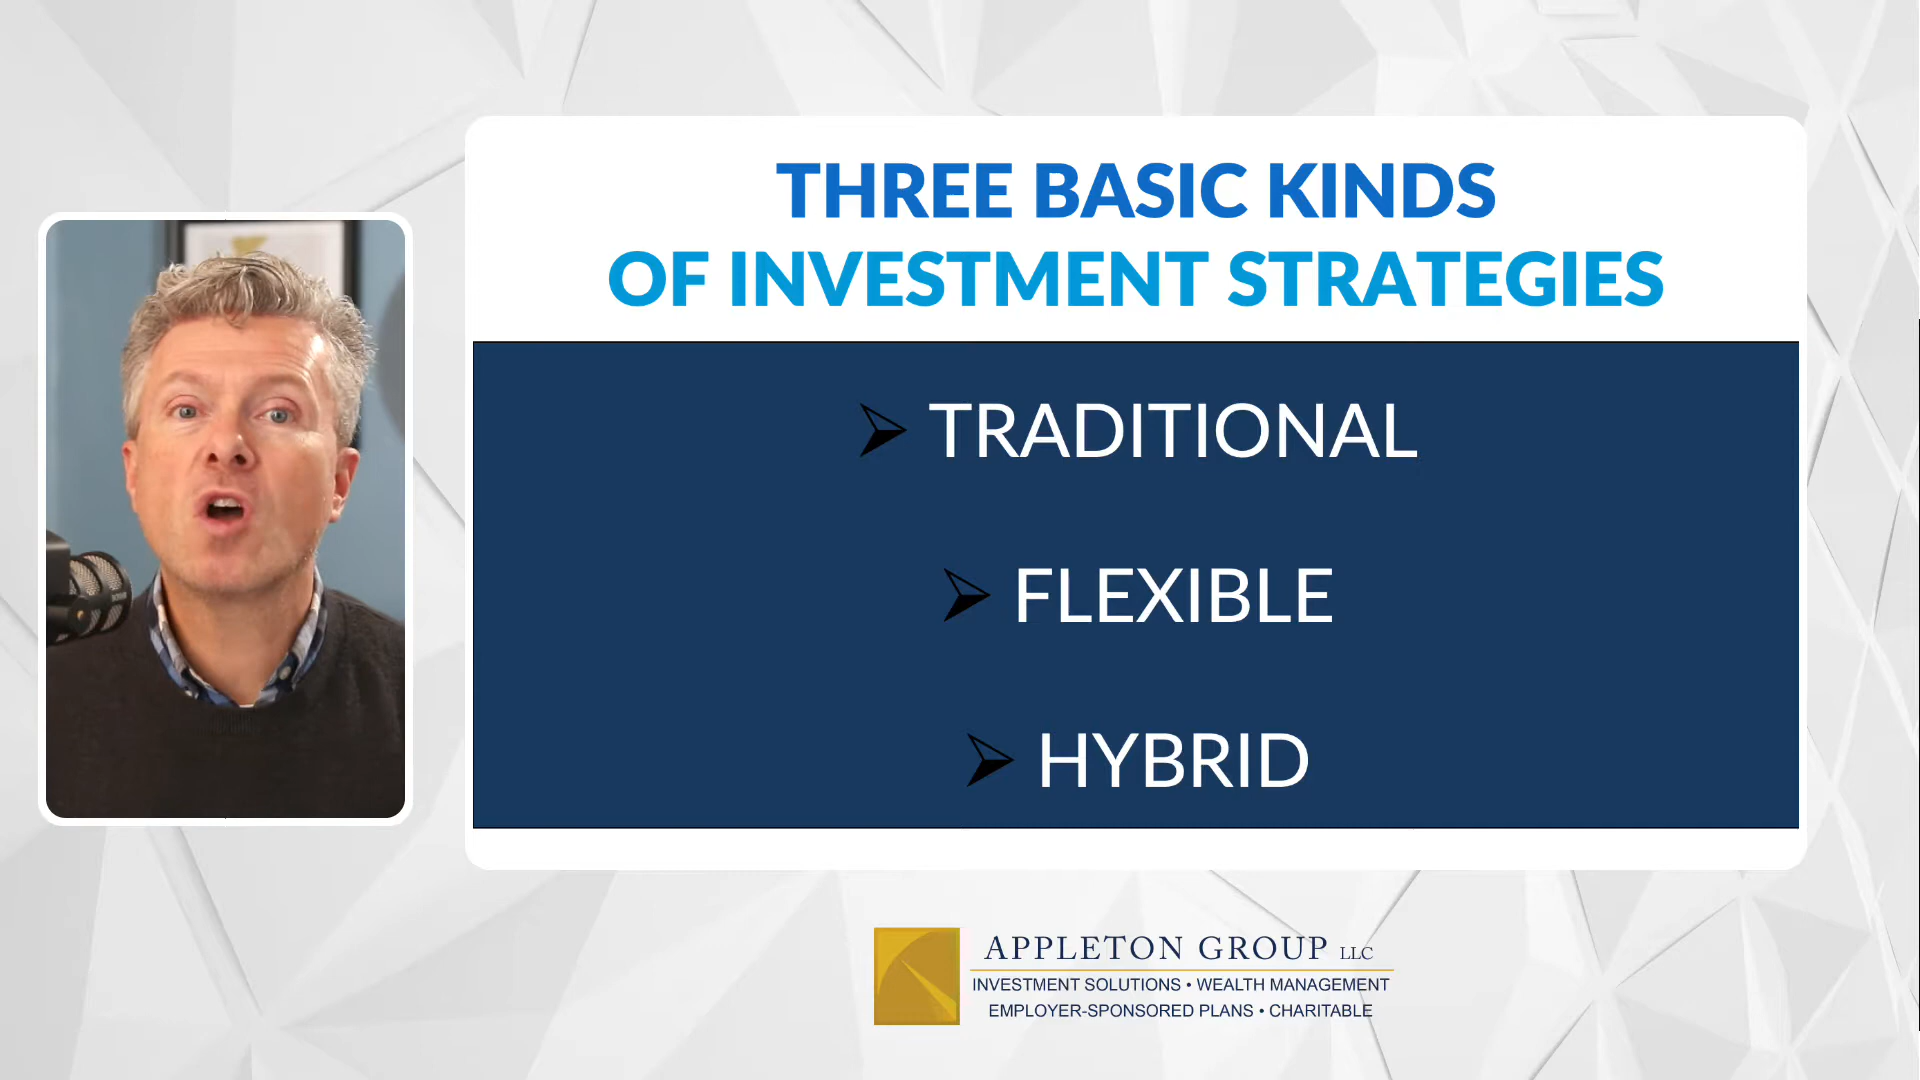 THREE BASIC KINDS
OF INVESTMENT STRATEGIES
TRADITIONAL
FLEXIBLE
HYBRID
APPLETON GROUP LLC
INVESTMENT SOLUTIONS • WEALTH MANAGEMENT
EMPLOYER-SPONSORED PLANS • CHARITABLE